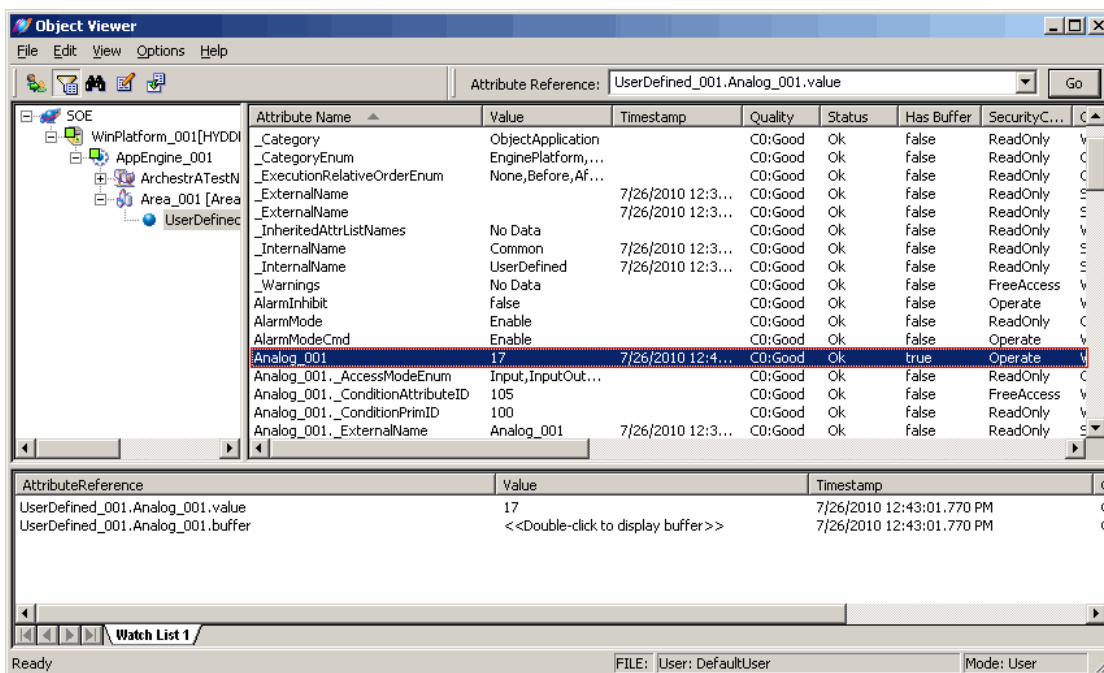 Object Viewer
File Edit View Options Help
Attribute Reference: UserDefined_001.Analog_001.value Go
SOE
WinPlatform_001[HYDD
AppEngine_001
ArchestrATestN
Area_001 [Area
UserDefined
Attribute Name Value Timestamp Quality Status Has Buffer SecurityC...
_Category ObjectApplication C0:Good Ok false ReadOnly
_CategoryEnum EnginePlatform,... C0:Good Ok false ReadOnly
_ExecutionRelativeOrderEnum None,Before,Af... C0:Good Ok false ReadOnly
_ExternalName 7/26/2010 12:3... C0:Good Ok false ReadOnly
_ExternalName 7/26/2010 12:3... C0:Good Ok false ReadOnly
_InheritedAttrListNames No Data C0:Good Ok false ReadOnly
_InternalName Common 7/26/2010 12:3... C0:Good Ok false ReadOnly
_InternalName UserDefined 7/26/2010 12:3... C0:Good Ok false ReadOnly
_Warnings No Data C0:Good Ok false FreeAccess
AlarmInhibit false C0:Good Ok false Operate
AlarmMode Enable C0:Good Ok false ReadOnly
AlarmModeCmd Enable C0:Good Ok false Operate
Analog_001 17 7/26/2010 12:4... C0:Good Ok true Operate
Analog_001._AccessModeEnum Input,InputOut... C0:Good Ok false ReadOnly
Analog_001._ConditionAttributeID 105 C0:Good Ok false FreeAccess
Analog_001._ConditionPrimID 100 C0:Good Ok false ReadOnly
Analog_001._ExternalName Analog_001 7/26/2010 12:3... C0:Good Ok false ReadOnly
AttributeReference Value Timestamp
UserDefined_001.Analog_001.value 17 7/26/2010 12:43:01.770 PM
UserDefined_001.Analog_001.buffer <<Double-click to display buffer>> 7/26/2010 12:43:01.770 PM
Watch List 1
Ready FILE: User: DefaultUser Mode: User